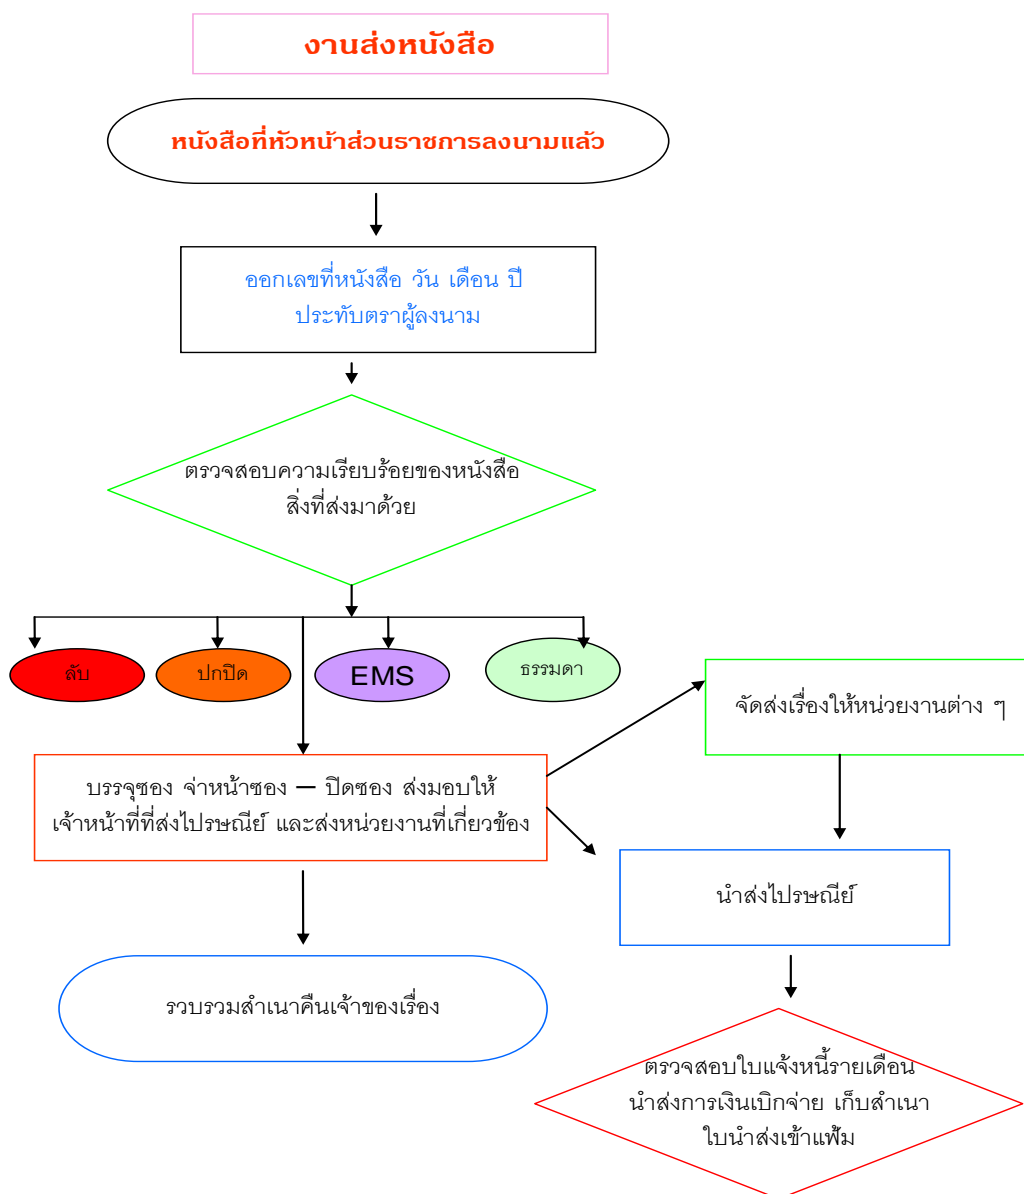 งานส่งหนังสือ
หนังสือที่หัวหน้าส่วนราชการลงนามแล้ว
ออกเลขที่หนังสือ วัน เดือน ปี
ประทับตราผู้ลงนาม
ตรวจสอบความเรียบร้อยของหนังสือ
สิ่งที่ส่งมาด้วย
ลับ
ปกปิด
EMS
ธรรมดา
จัดส่งเรื่องให้หน่วยงานต่าง ๆ
บรรจุซอง จ่าหน้าซอง – ปิดซอง ส่งมอบให้
เจ้าหน้าที่ที่ส่งไปรษณีย์ และส่งหน่วยงานที่เกี่ยวข้อง
นำส่งไปรษณีย์
รวบรวมสำเนาคืนเจ้าของเรื่อง
ตรวจสอบใบแจ้งหนี้รายเดือน
นำส่งการเงินเบิกจ่าย เก็บสำเนา
ใบนำส่งเข้าแฟ้ม